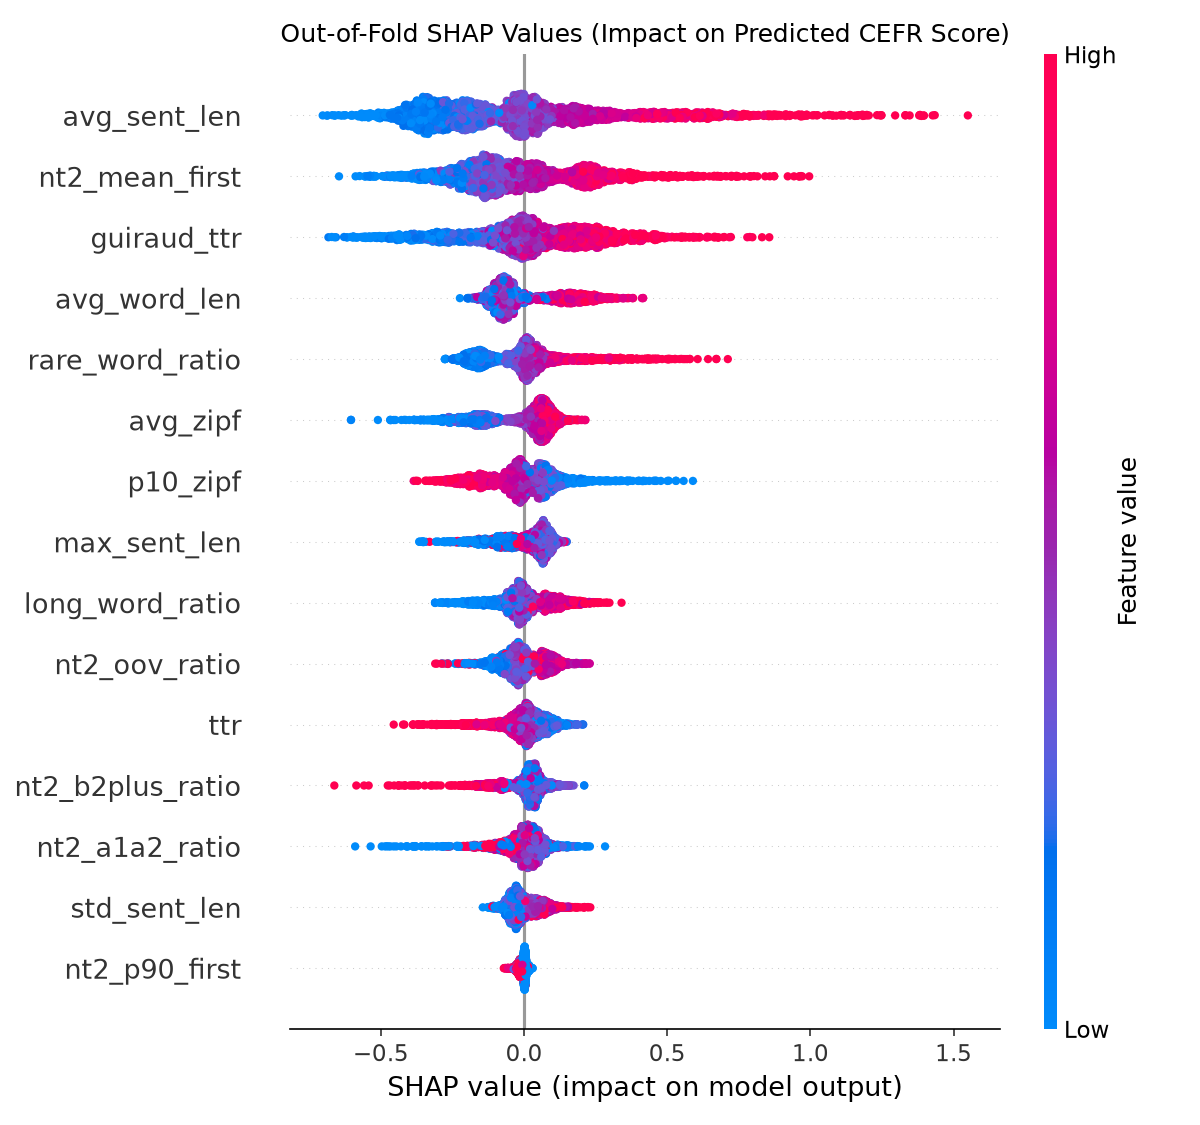 Out-of-Fold SHAP Values (Impact on Predicted CEFR Score)
High
avg_sent_len
nt2_mean_first
guiraud_ttr
avg_word_len
rare_word_ratio
avg_zipf
p10_zipf
max_sent_len
long_word_ratio
nt2_oov_ratio
ttr
nt2_b2plus_ratio
nt2_a1a2_ratio
std_sent_len
nt2_p90_first
Feature value
Low
−0.5 0.0 0.5 1.0 1.5
SHAP value (impact on model output)